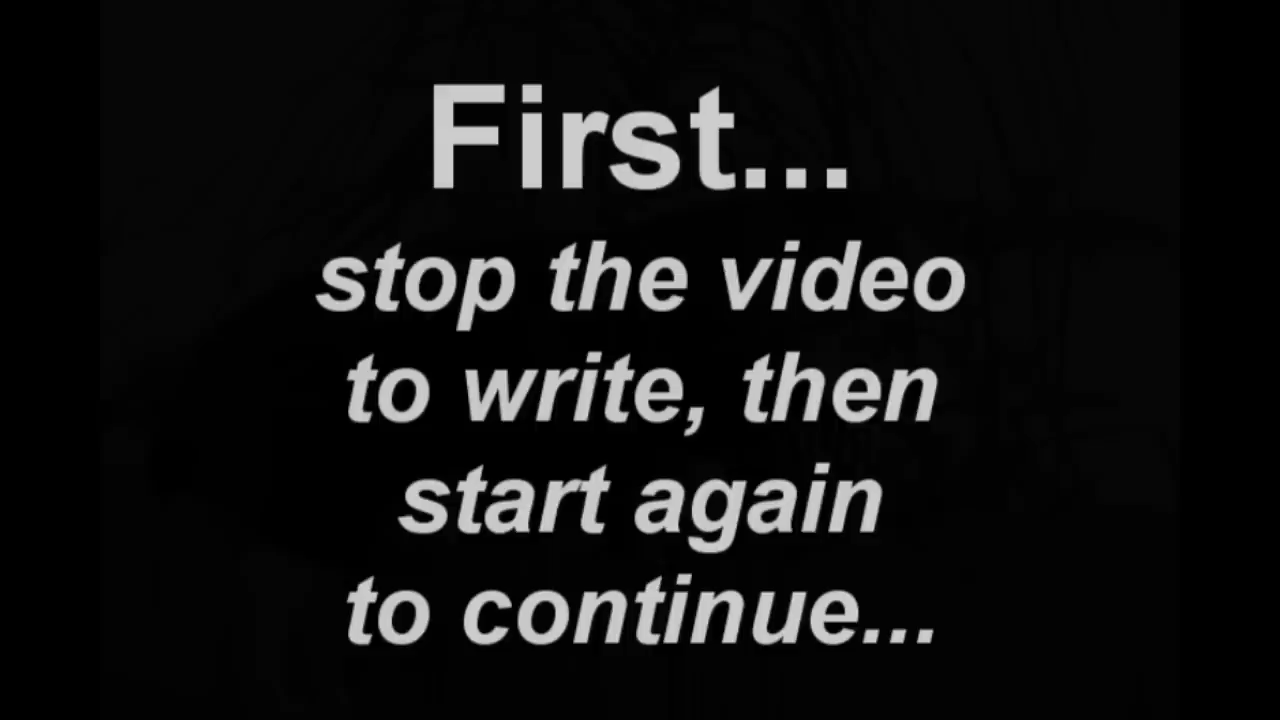 First...
stop the video
to write, then
start again
to continue...